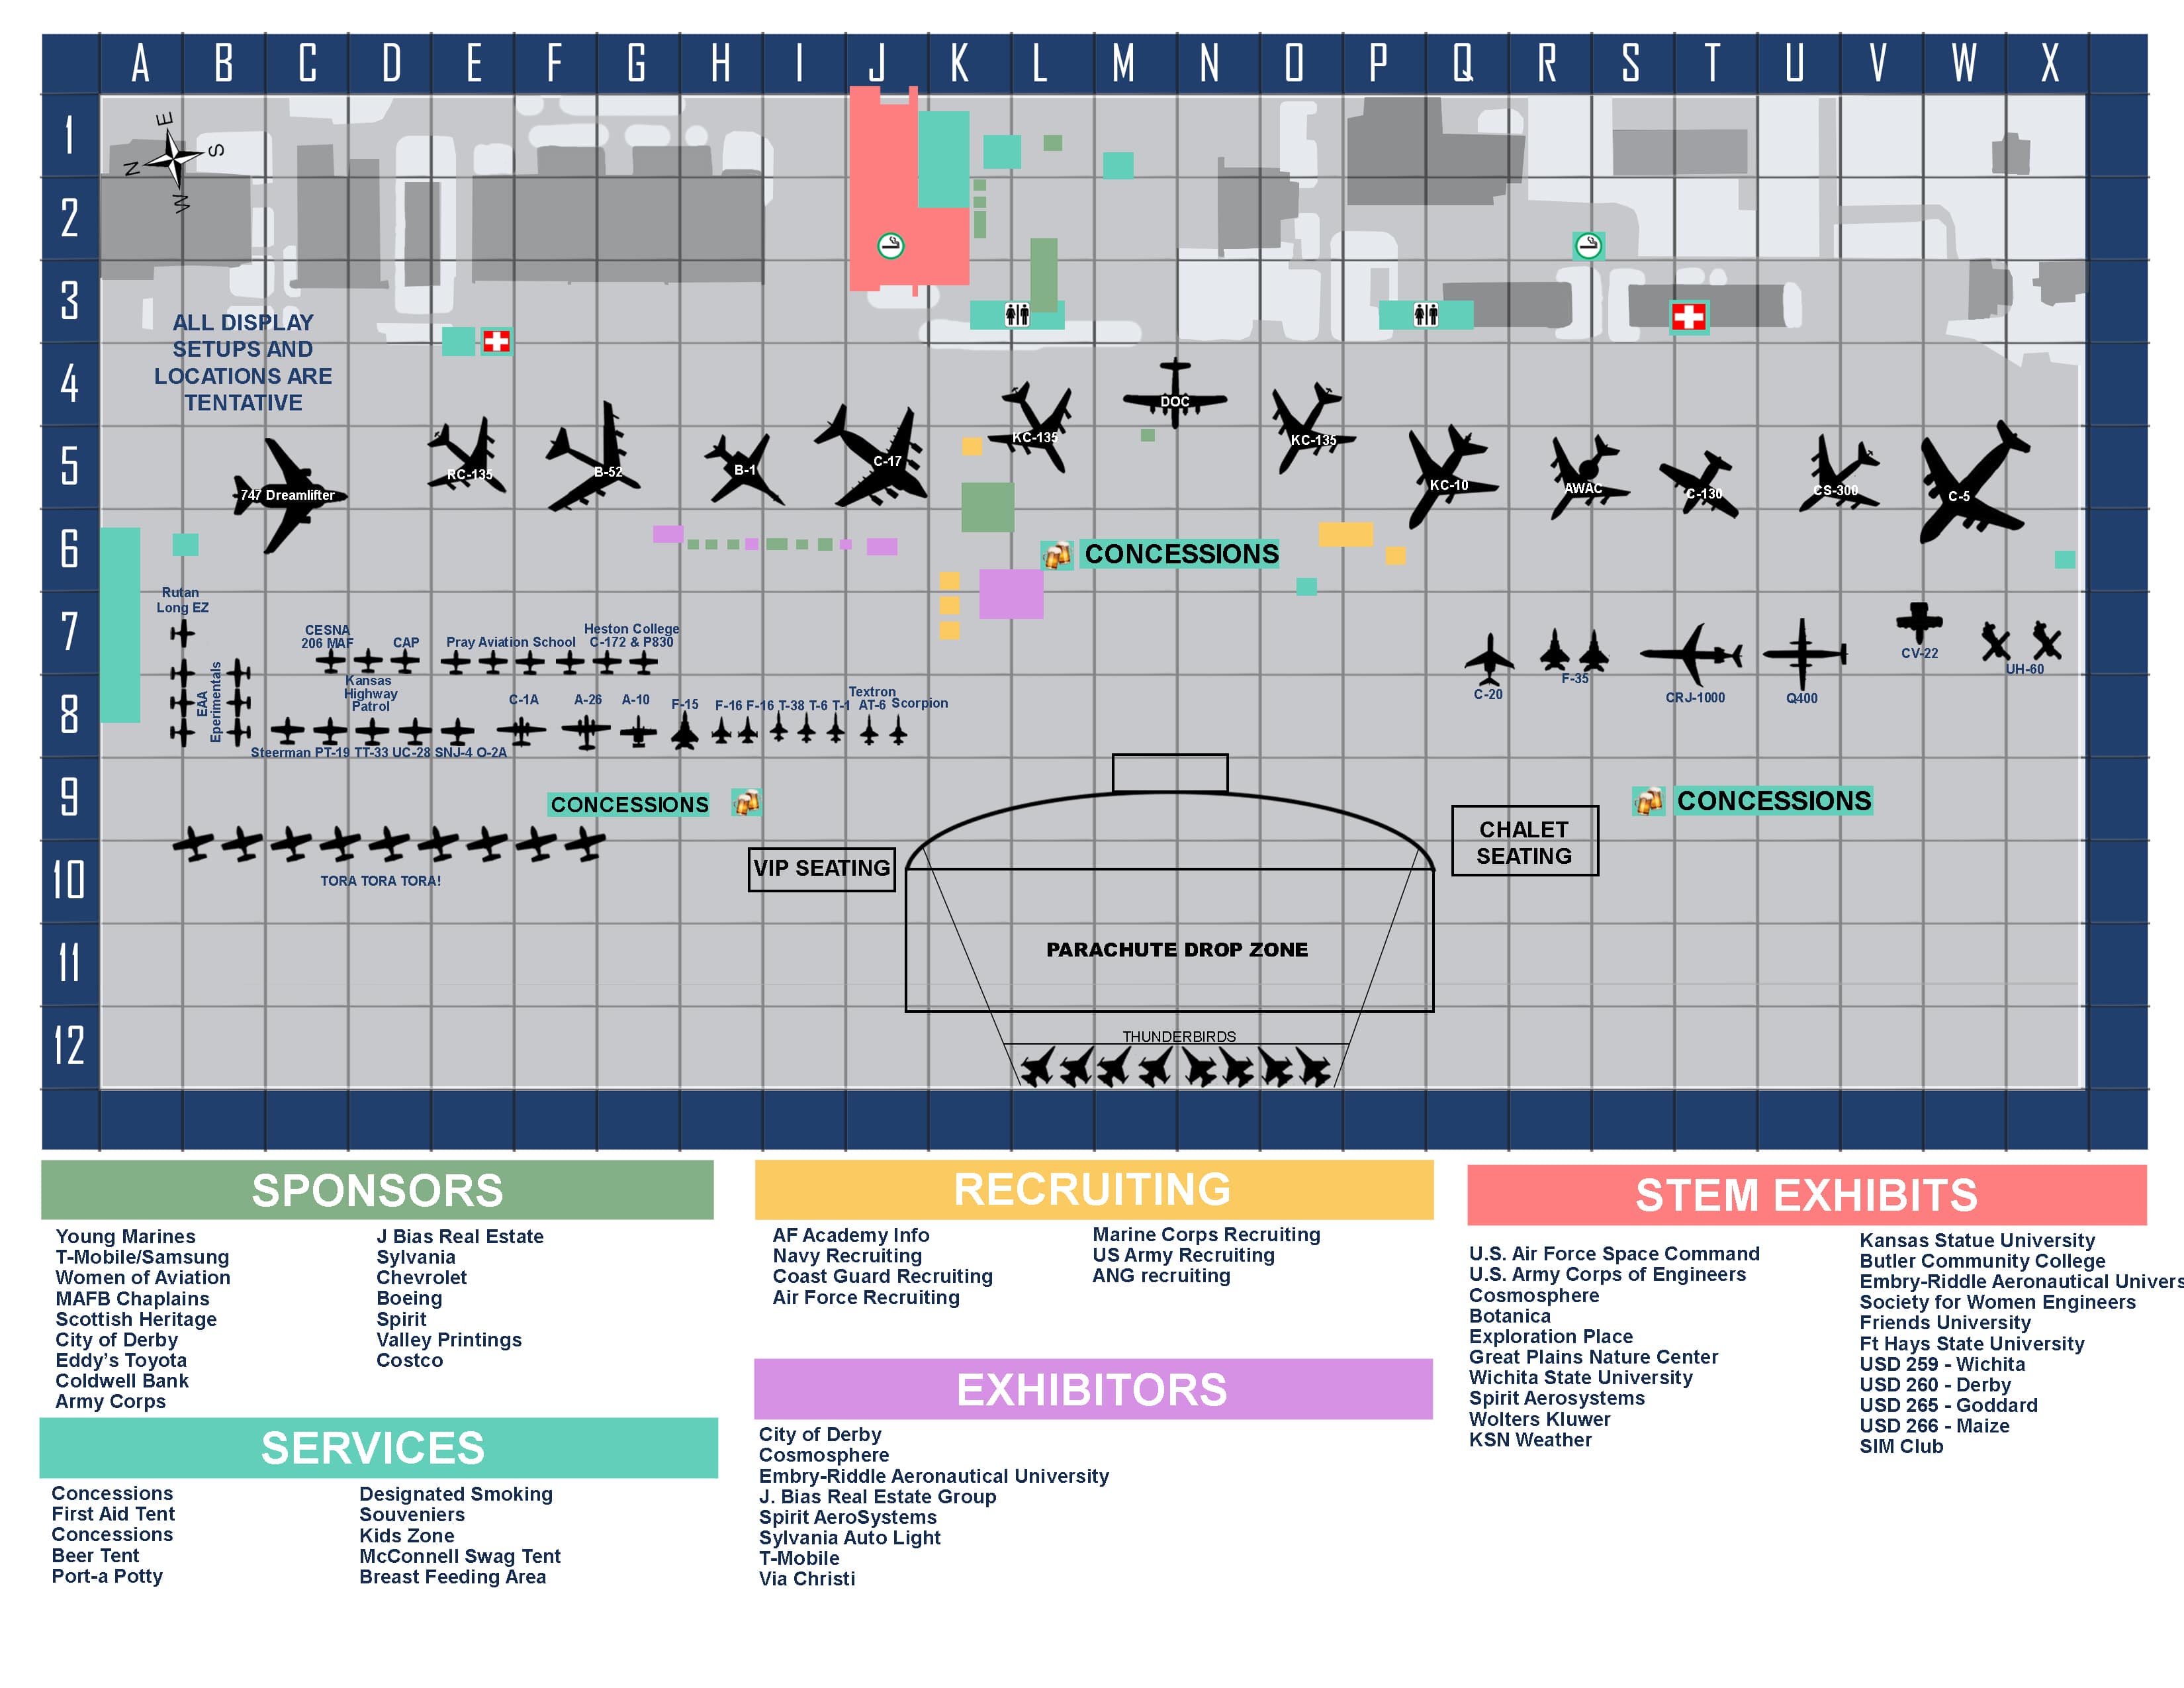 A B C D E F G H I J K L M N O P Q R S T U V W X
1
2
3
4
5
6
7
8
9
10
11
12
E
S
N
W
ALL DISPLAY
SETUPS AND
LOCATIONS ARE
TENTATIVE
DOC
KC-135
KC-135
C-17
B-1
B-52
RC-135
747 Dreamlifter
KC-10
AWAC
C-130
CS-300
C-5
CONCESSIONS
Rutan
Long EZ
CESNA
206 MAF
CAP
Pray Aviation School
Heston College
C-172 & P830
EAA
Eperimentals
Kansas
Highway
Patrol
C-1A
A-26
A-10
F-15
F-16 F-16 T-38 T-6 T-1
Textron
AT-6
Scorpion
Steerman PT-19 TT-33 UC-28 SNJ-4 O-2A
C-20
F-35
CRJ-1000
Q400
CV-22
UH-60
CONCESSIONS
CONCESSIONS
CHALET
SEATING
VIP SEATING
TORA TORA TORA!
PARACHUTE DROP ZONE
THUNDERBIRDS
SPONSORS
Young Marines
T-Mobile/Samsung
Women of Aviation
MAFB Chaplains
Scottish Heritage
City of Derby
Eddy's Toyota
Coldwell Bank
Army Corps
J Bias Real Estate
Sylvania
Chevrolet
Boeing
Spirit
Valley Printings
Costco
SERVICES
Concessions
First Aid Tent
Concessions
Beer Tent
Port-a Potty
Designated Smoking
Souveniers
Kids Zone
McConnell Swag Tent
Breast Feeding Area
RECRUITING
AF Academy Info
Navy Recruiting
Coast Guard Recruiting
Air Force Recruiting
Marine Corps Recruiting
US Army Recruiting
ANG recruiting
EXHIBITORS
City of Derby
Cosmosphere
Embry-Riddle Aeronautical University
J. Bias Real Estate Group
Spirit AeroSystems
Sylvania Auto Light
T-Mobile
Via Christi
STEM EXHIBITS
U.S. Air Force Space Command
U.S. Army Corps of Engineers
Cosmosphere
Botanica
Exploration Place
Great Plains Nature Center
Wichita State University
Spirit Aerosystems
Wolters Kluwer
KSN Weather
Kansas Statue University
Butler Community College
Embry-Riddle Aeronautical Univers
Society for Women Engineers
Friends University
Ft Hays State University
USD 259 - Wichita
USD 260 - Derby
USD 265 - Goddard
USD 266 - Maize
SIM Club